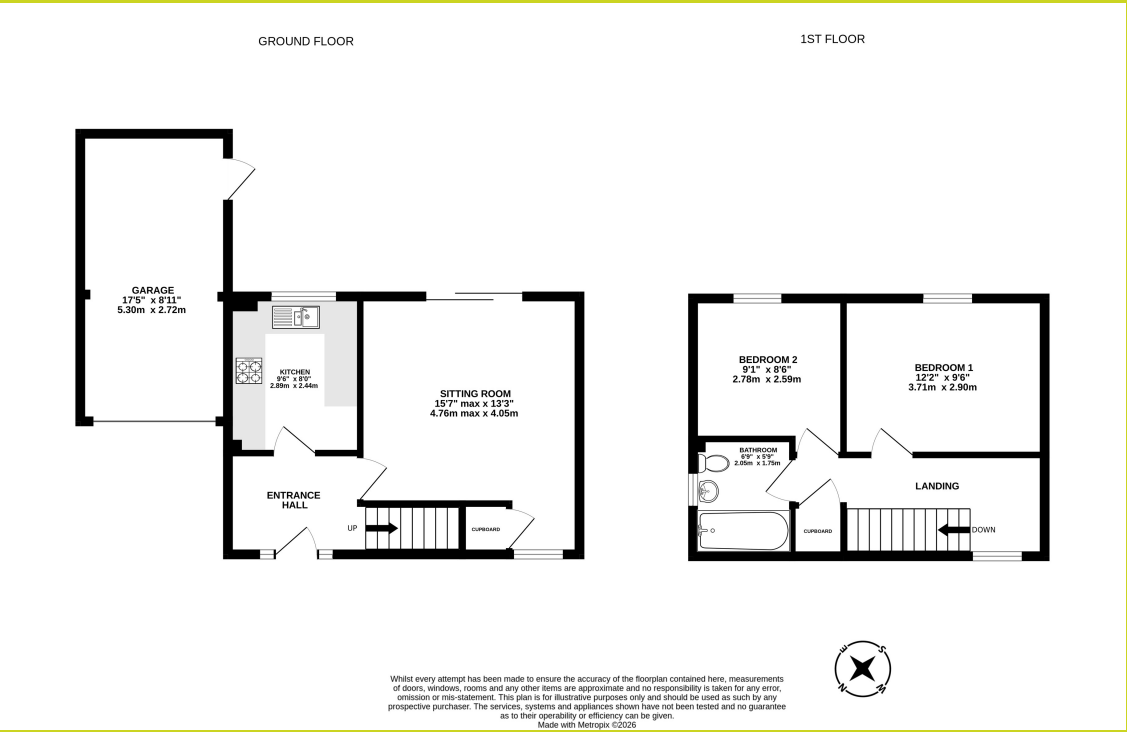 GROUND FLOOR
1ST FLOOR
GARAGE
17'5" x 8'11"
5.30m x 2.72m
KITCHEN
9'6" x 8'0"
2.89m x 2.44m
SITTING ROOM
15'7" max x 13'3"
4.76m max x 4.05m
ENTRANCE
HALL
UP
CUPBOARD
BEDROOM 2
9'1" x 8'6"
2.78m x 2.59m
BEDROOM 1
12'2" x 9'6"
3.71m x 2.90m
BATHROOM
6'9" x 5'9"
2.05m x 1.75m
LANDING
CUPBOARD
DOWN
E
S
N
W
Whilst every attempt has been made to ensure the accuracy of the floorplan contained here, measurements
of doors, windows, rooms and any other items are approximate and no responsibility is taken for any error,
omission or mis-statement. This plan is for illustrative purposes only and should be used as such by any
prospective purchaser. The services, systems and appliances shown have not been tested and no guarantee
as to their operability or efficiency can be given.
Made with Metropix ©2026